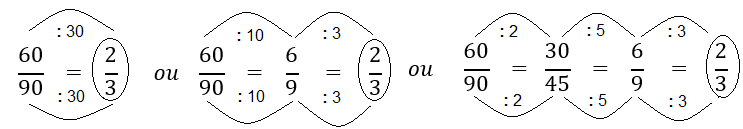 : 30 : 10 : 3 : 2 : 5 : 3
60/90 = 2/3 ou 60/90 = 6/9 = 2/3 ou 60/90 = 30/45 = 6/9 = 2/3
: 30 : 10 : 3 : 2 : 5 : 3